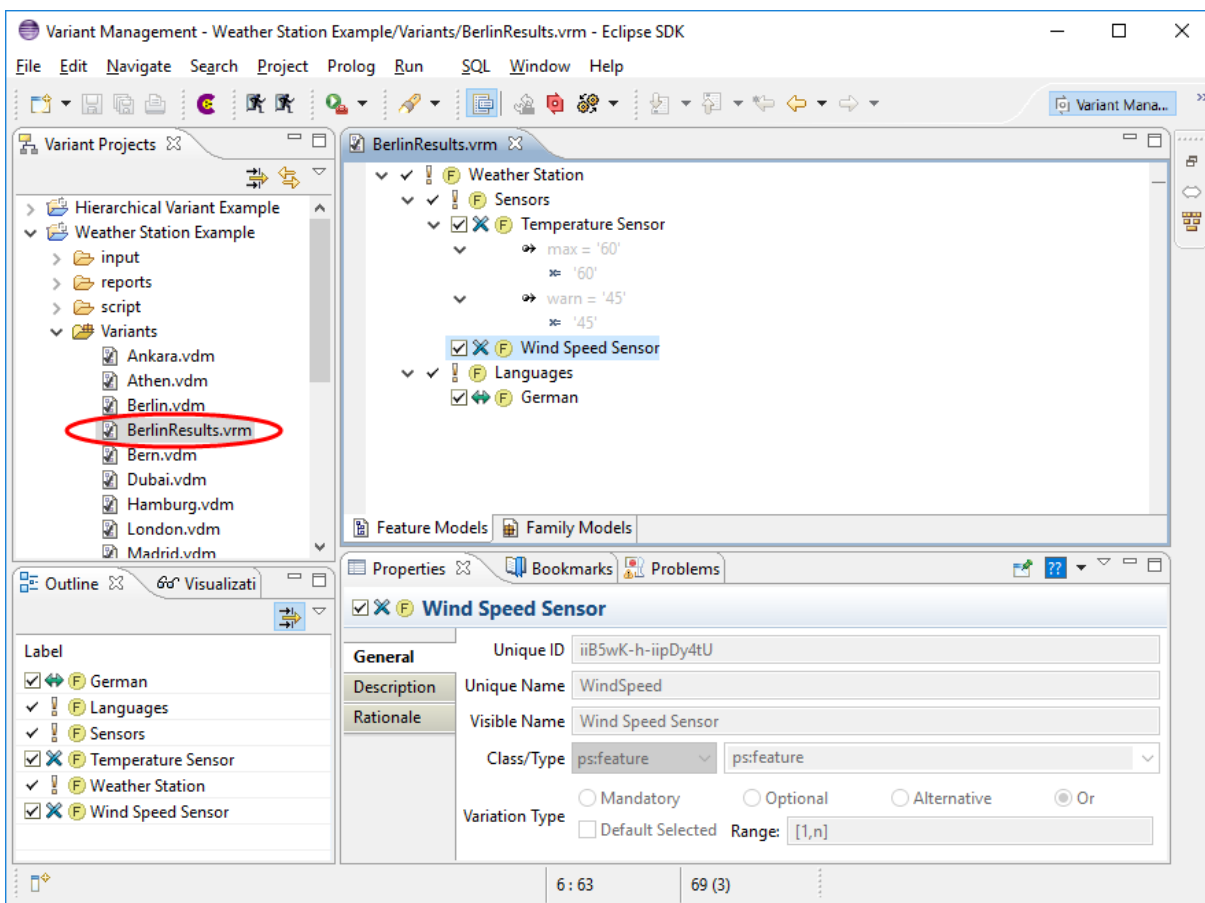 Variant Management - Weather Station Example/Variants/BerlinResults.vrm - Eclipse SDK
File Edit Navigate Search Project Prolog Run SQL Window Help
Variant Mana...
Variant Projects
Hierarchical Variant Example
Weather Station Example
input
reports
script
Variants
Ankara.vdm
Athen.vdm
Berlin.vdm
BerlinResults.vrm
Bern.vdm
Dubai.vdm
Hamburg.vdm
London.vdm
Madrid.vdm
BerlinResults.vrm
Weather Station
Sensors
Temperature Sensor
max = '60'
'60'
warn = '45'
'45'
Wind Speed Sensor
Languages
German
Feature Models Family Models
Outline Visualizati
Label
German
Languages
Sensors
Temperature Sensor
Weather Station
Wind Speed Sensor
Properties Bookmarks Problems
Wind Speed Sensor
General
Description
Rationale
Unique ID iiB5wK-h-iipDy4tU
Unique Name WindSpeed
Visible Name Wind Speed Sensor
Class/Type ps:feature ps:feature
Variation Type
Mandatory Optional Alternative Or
Default Selected Range: [1,n]
6 : 63 69 (3)